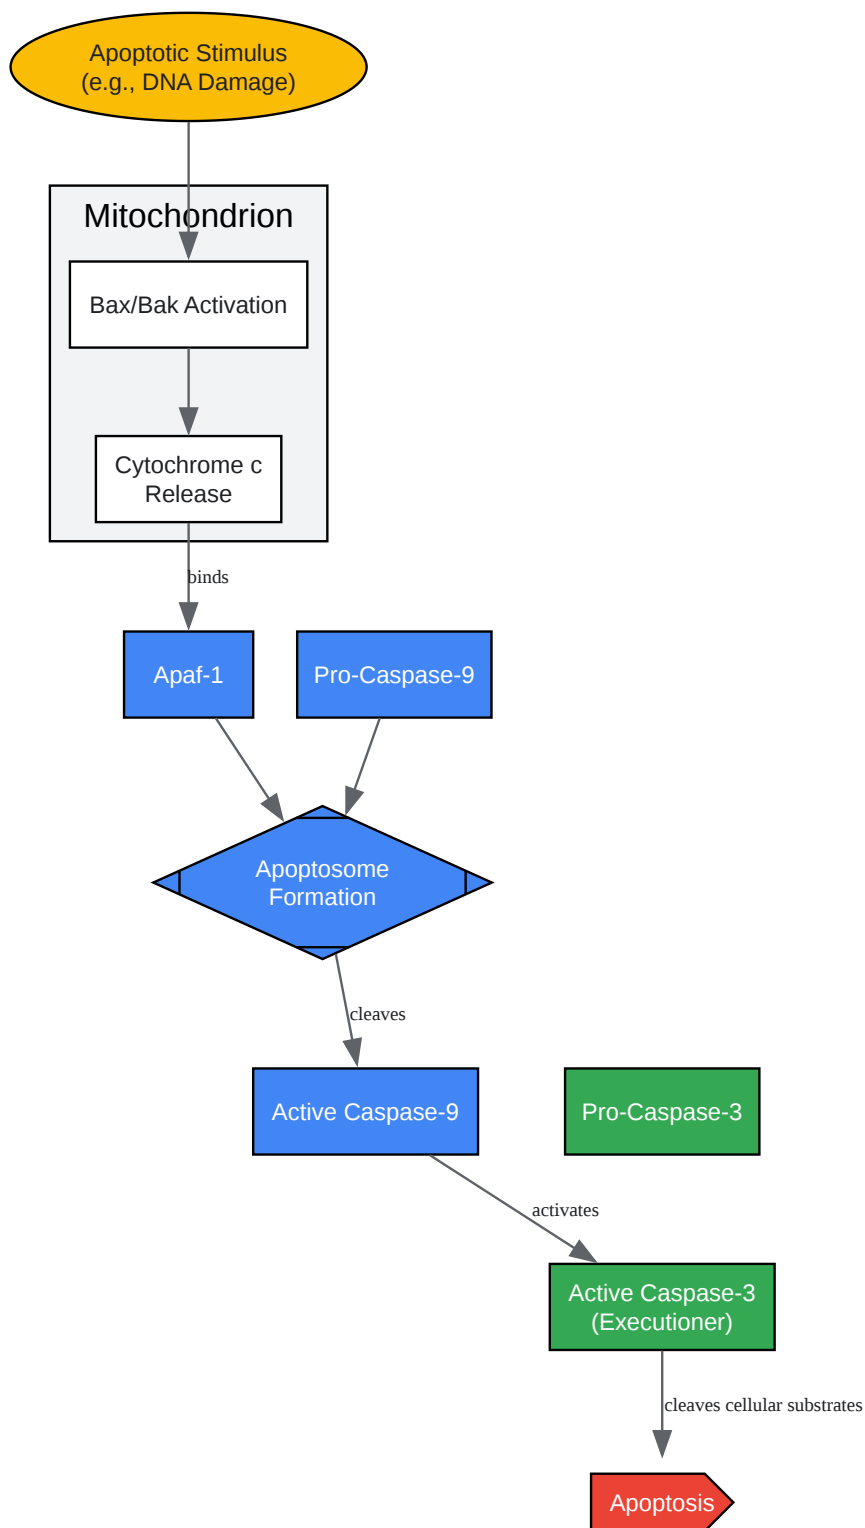 Apoptotic Stimulus
(e.g., DNA Damage)
Mitochondrion
Bax/Bak Activation
Cytochrome c
Release
binds
Apaf-1
Pro-Caspase-9
Apoptosome
Formation
cleaves
Active Caspase-9
Pro-Caspase-3
activates
Active Caspase-3
(Executioner)
cleaves cellular substrates
Apoptosis